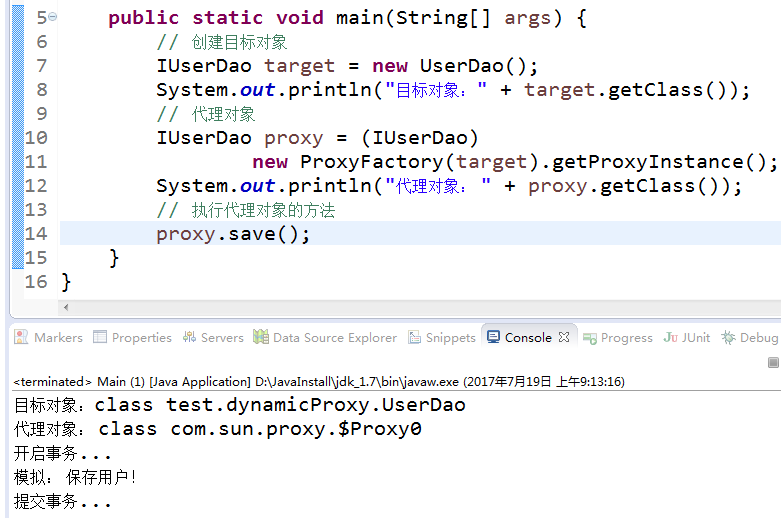 5 public static void main(String[] args) {
6 // 创建目标对象
7 IUserDao target = new UserDao();
8 System.out.println("目标对象：" + target.getClass());
9 // 代理对象
10 IUserDao proxy = (IUserDao)
11 new ProxyFactory(target).getProxyInstance();
12 System.out.println("代理对象：" + proxy.getClass());
13 // 执行代理对象的方法
14 proxy.save();
15 }
16 }
Markers Properties Servers Data Source Explorer Snippets Console Progress JUnit Debug
<terminated> Main (1) [Java Application] D:\JavaInstall\jdk_1.7\bin\javaw.exe (2017年7月19日 上午9:13:16)
目标对象：class test.dynamicProxy.UserDao
代理对象：class com.sun.proxy.$Proxy0
开启事务...
模拟：保存用户！
提交事务...